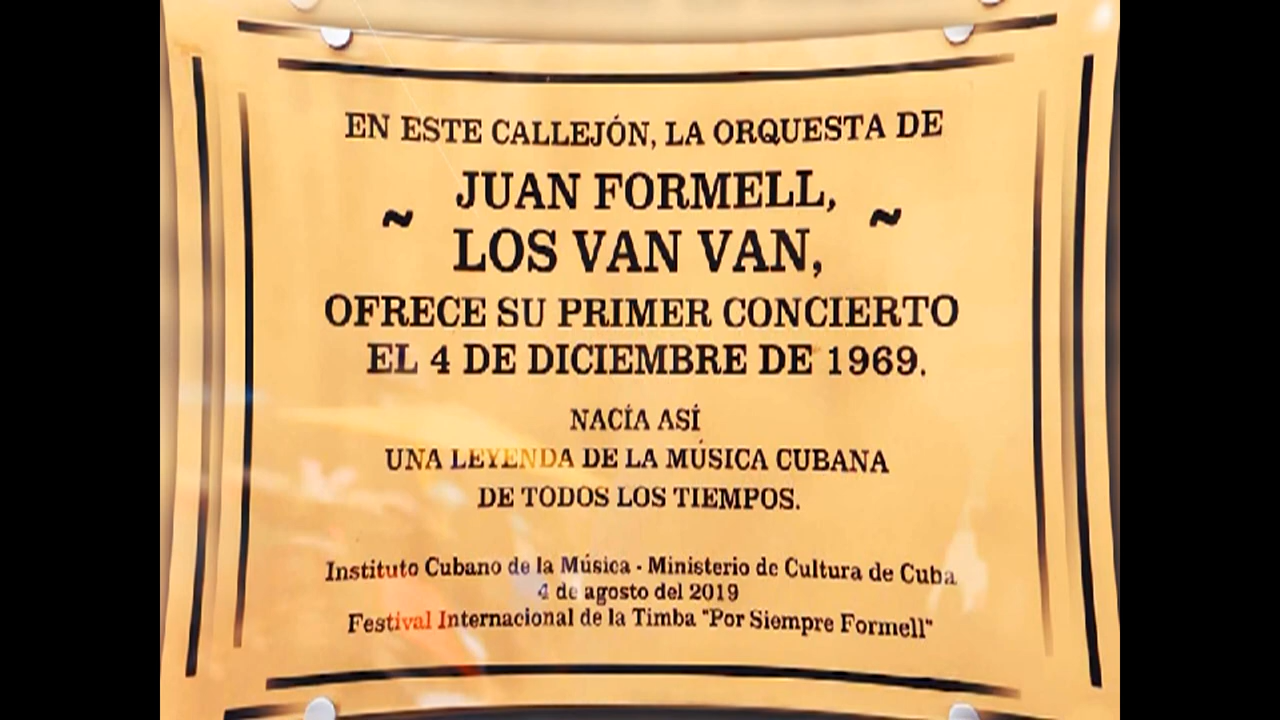 EN ESTE CALLEJÓN, LA ORQUESTA DE
~ JUAN FORMELL, ~
LOS VAN VAN,
OFRECE SU PRIMER CONCIERTO
EL 4 DE DICIEMBRE DE 1969.
NACÍA ASÍ
UNA LEYENDA DE LA MÚSICA CUBANA
DE TODOS LOS TIEMPOS.
Instituto Cubano de la Música - Ministerio de Cultura de Cuba
4 de agosto del 2019
Festival Internacional de la Timba "Por Siempre Formell"